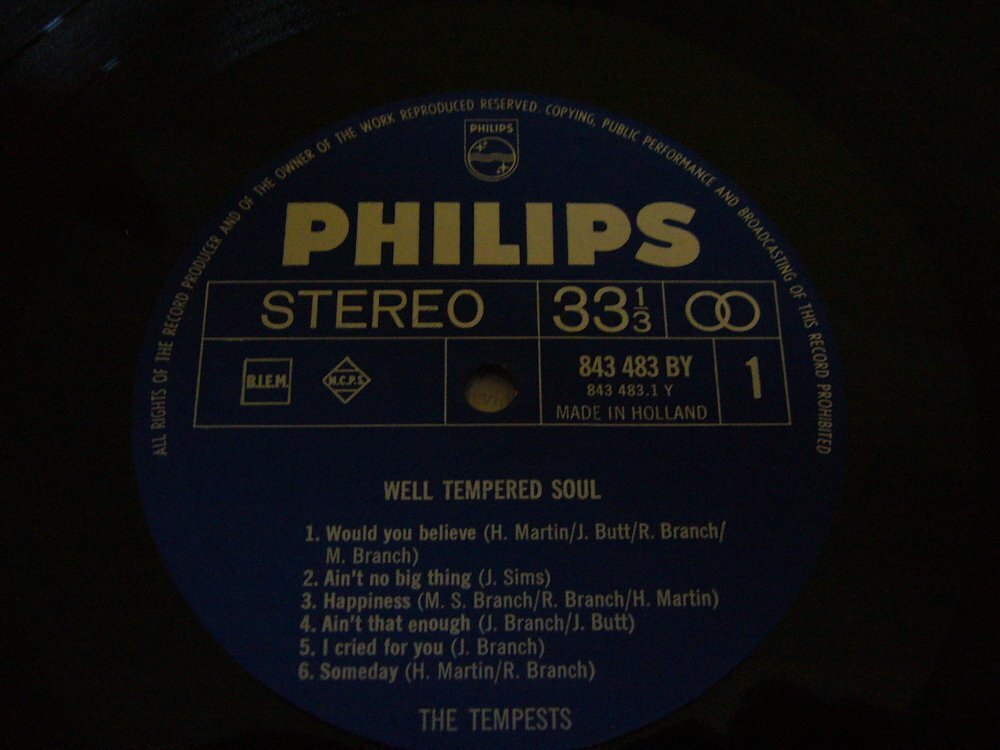 ALL RIGHTS OF THE RECORD PRODUCER AND OF THE OWNER OF THE WORK REPRODUCED RESERVED. COPYING, PUBLIC PERFORMANCE AND BROADCASTING OF THIS RECORD PROHIBITED
PHILIPS
PHILIPS
STEREO 33 1/3
B.I.E.M. M.C.P.S. 843 483 BY 1
843 483.1 Y
MADE IN HOLLAND
WELL TEMPERED SOUL
1. Would you believe (H. Martin/J. Butt/R. Branch/
M. Branch)
2. Ain't no big thing (J. Sims)
3. Happiness (M. S. Branch/R. Branch/H. Martin)
4. Ain't that enough (J. Branch/J. Butt)
5. I cried for you (J. Branch)
6. Someday (H. Martin/R. Branch)
THE TEMPESTS